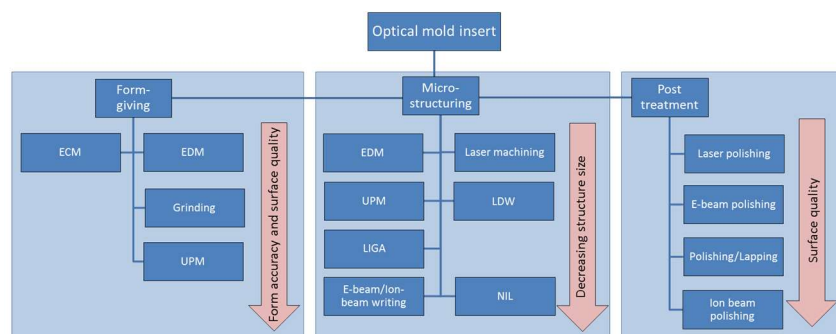 Optical mold insert
Form-
giving
ECM
EDM
Grinding
UPM
Form accuracy and surface quality
Micro-
structuring
EDM
Laser machining
UPM
LDW
LIGA
E-beam/Ion-
beam writing
NIL
Decreasing structure size
Post
treatment
Laser polishing
E-beam polishing
Polishing/Lapping
Ion beam
polishing
Surface quality